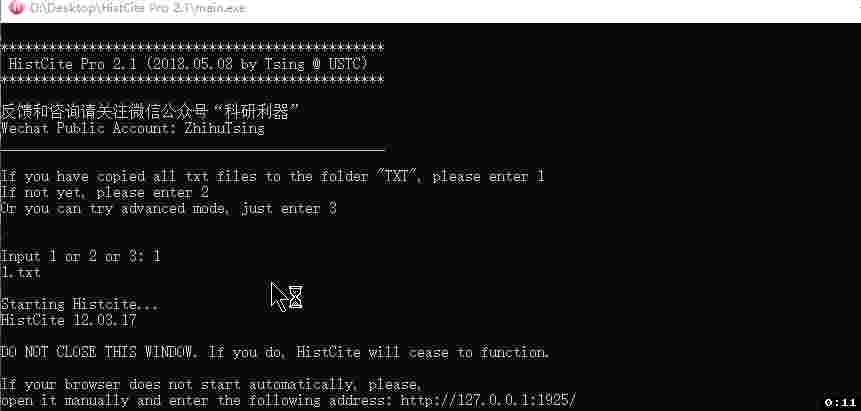 D:\Desktop\HistCite Pro 2.1\main.exe
************************************************
HistCite Pro 2.1 (2018.05.08 by Tsing @ USTC)
************************************************
反馈和咨询请关注微信公众号“科研利器”
Wechat Public Account: ZhihuTsing
________________________________________________
If you have copied all txt files to the folder "TXT", please enter 1
If not yet, please enter 2
Or you can try advanced mode, just enter 3
Input 1 or 2 or 3: 1
1.txt
Starting Histcite...
HistCite 12.03.17
DO NOT CLOSE THIS WINDOW. If you do, HistCite will cease to function.
If your browser does not start automatically, please,
open it manually and enter the following address: http://127.0.0.1:1925/
0:11